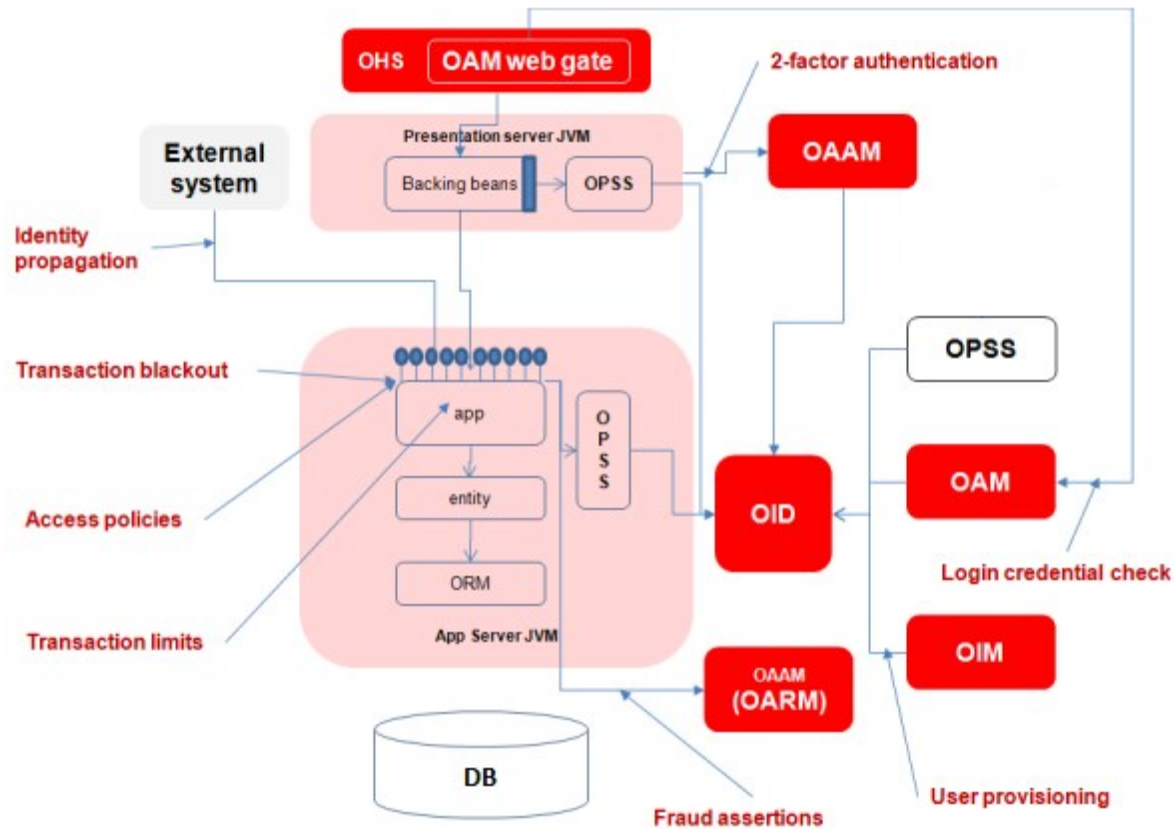 OHS
OAM web gate
2-factor authentication
Presentation server JVM
External
system
OAAM
Backing beans
OPSS
Identity
propagation
OPSS
Transaction blackout
app
O
P
S
S
OAM
Access policies
entity
OID
Login credential check
ORM
Transaction limits
App Server JVM
OIM
OAAM
(OARM)
DB
User provisioning
Fraud assertions